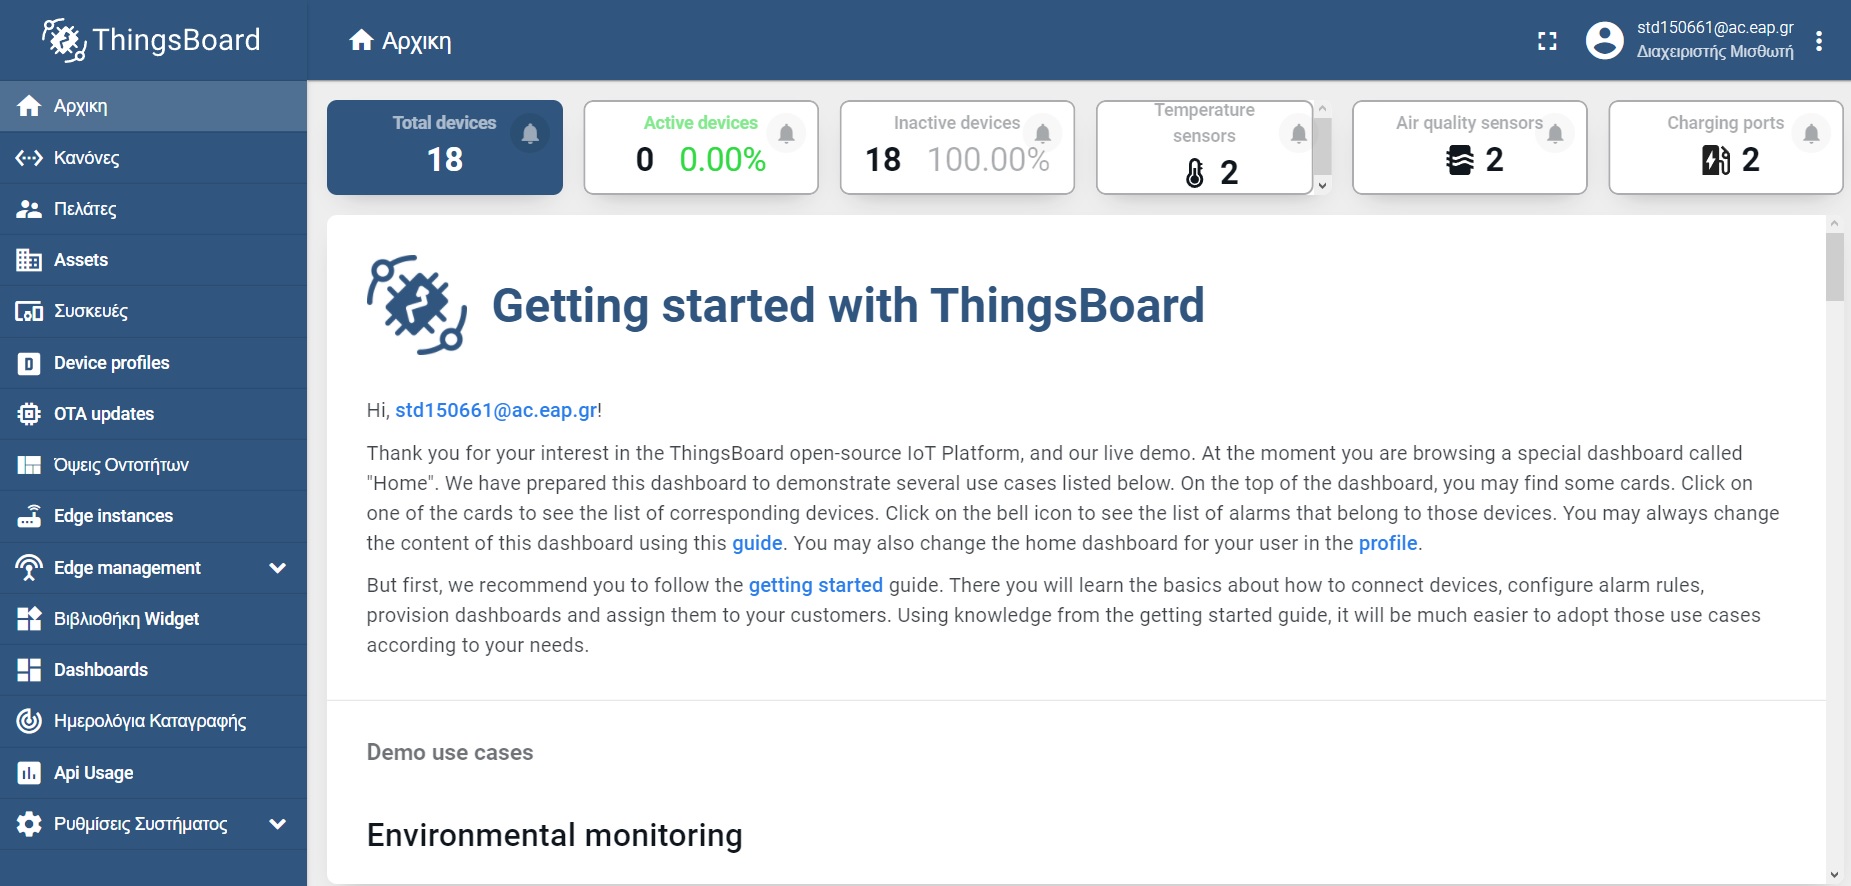 ThingsBoard
Αρχικη
std150661@ac.eap.gr
Διαχειριστής Μισθωτή
Αρχικη
Κανόνες
Πελάτες
Assets
Συσκευές
Device profiles
OTA updates
Όψεις Οντοτήτων
Edge instances
Edge management
Βιβλιοθήκη Widget
Dashboards
Ημερολόγια Καταγραφής
Api Usage
Ρυθμίσεις Συστήματος
Total devices
18
Active devices
0 0.00%
Inactive devices
18 100.00%
Temperature
sensors
2
Air quality sensors
2
Charging ports
2
Getting started with ThingsBoard
Hi, std150661@ac.eap.gr!
Thank you for your interest in the ThingsBoard open-source IoT Platform, and our live demo. At the moment you are browsing a special dashboard called
"Home". We have prepared this dashboard to demonstrate several use cases listed below. On the top of the dashboard, you may find some cards. Click on
one of the cards to see the list of corresponding devices. Click on the bell icon to see the list of alarms that belong to those devices. You may always change
the content of this dashboard using this guide. You may also change the home dashboard for your user in the profile.
But first, we recommend you to follow the getting started guide. There you will learn the basics about how to connect devices, configure alarm rules,
provision dashboards and assign them to your customers. Using knowledge from the getting started guide, it will be much easier to adopt those use cases
according to your needs.
Demo use cases
Environmental monitoring